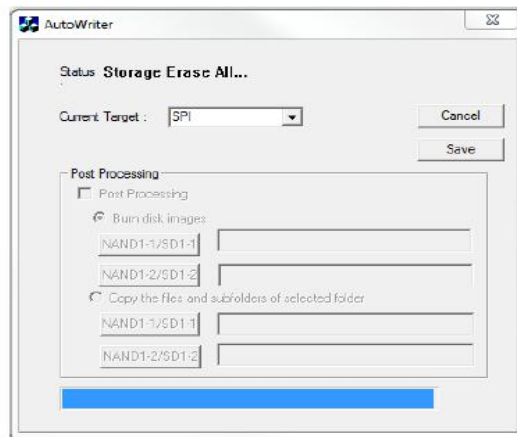 AutoWriter
Status Storage Erase All...
Current Target : SPI
Cancel
Save
Post Processing
Post Processing
Burn disk images
NAND1-1/SD1-1
NAND1-2/SD1-2
Copy the files and subfolders of selected folder
NAND1-1/SD1-1
NAND1-2/SD1-2